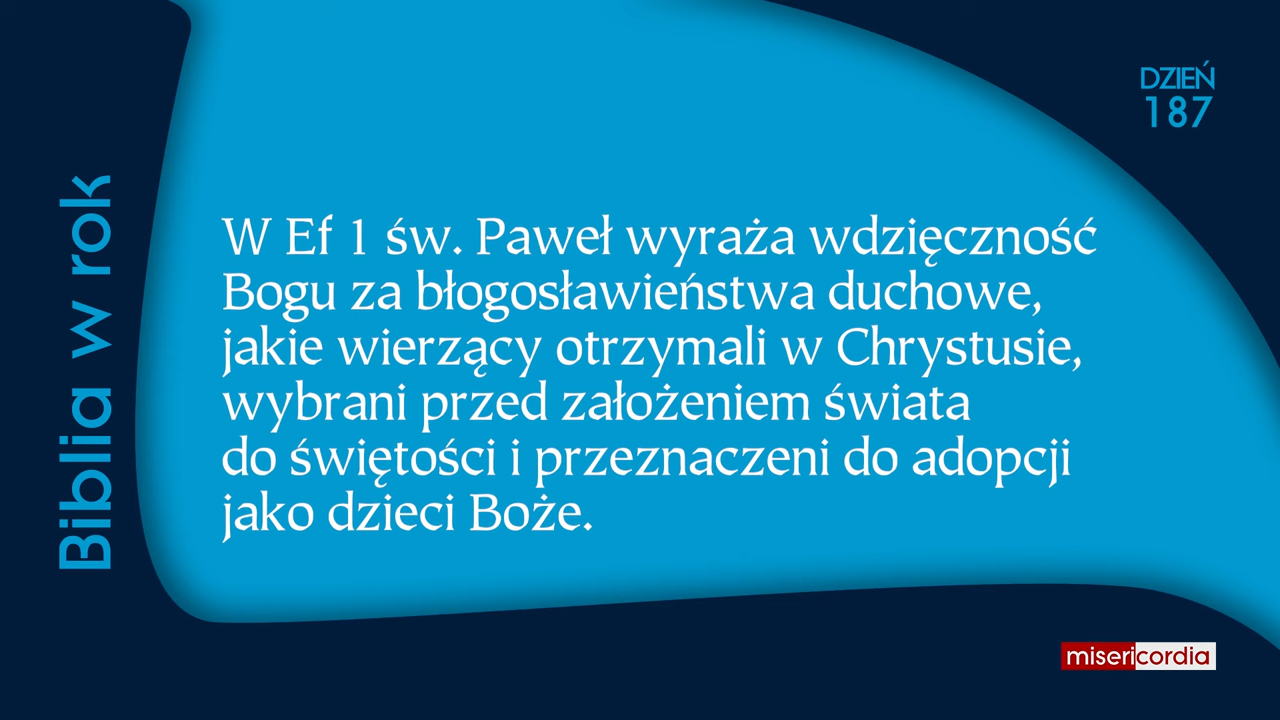 DZIEŃ
187
Biblia w rok
W Ef 1 św. Paweł wyraża wdzięczność
Bogu za błogosławieństwa duchowe,
jakie wierzący otrzymali w Chrystusie,
wybrani przed założeniem świata
do świętości i przeznaczeni do adopcji
jako dzieci Boże.
misericordia